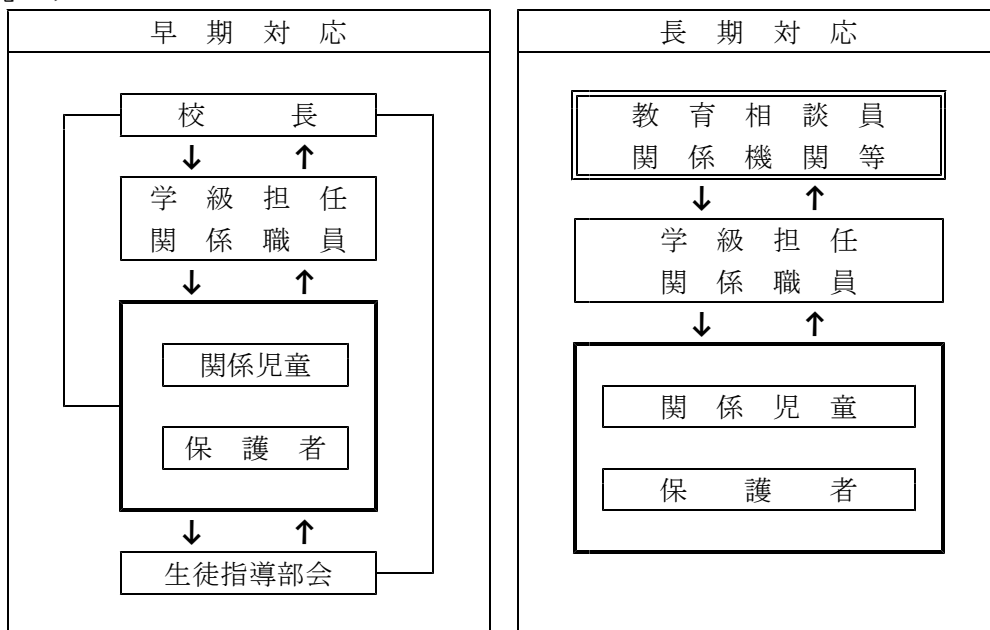 早期対応
校長
↓ ↑
学級担任
関係職員
↓ ↑
関係児童
保護者
↓ ↑
生徒指導部会
長期対応
教育相談員
関係機関等
↓ ↑
学級担任
関係職員
↓ ↑
関係児童
保護者